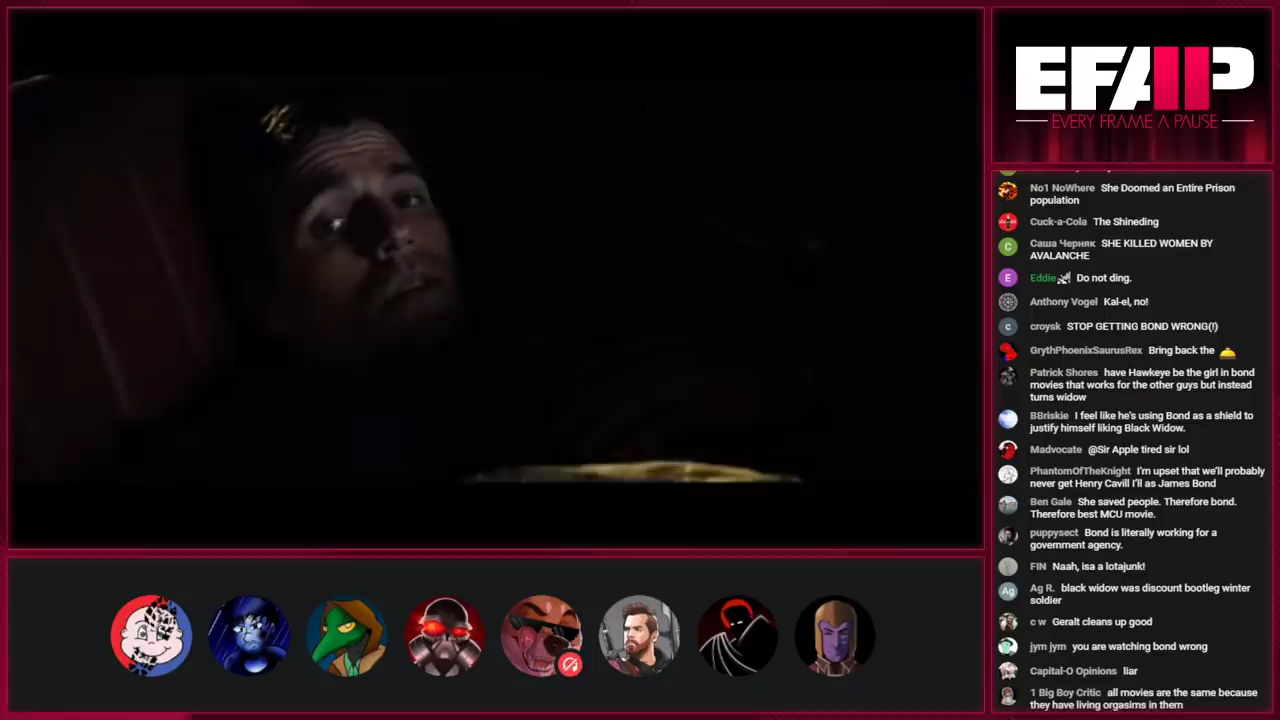 EFAP
EVERY FRAME A PAUSE
No1 NoWhere She Doomed an Entire Prison
population
Cuck-a-Cola The Shineding
Саша Черняк SHE KILLED WOMEN BY
AVALANCHE
Eddie Do not ding.
Anthony Vogel Kal-el, no!
croysk STOP GETTING BOND WRONG(!)
GrythPhoenixSaurusRex Bring back the
Patrick Shores have Hawkeye be the girl in bond
movies that works for the other guys but instead
turns widow
BBriskie I feel like he's using Bond as a shield to
justify himself liking Black Widow.
Madvocate @Sir Apple tired sir lol
PhantomOfTheKnight I'm upset that we'll probably
never get Henry Cavill I'll as James Bond
Ben Gale She saved people. Therefore bond.
Therefore best MCU movie.
puppysect Bond is literally working for a
government agency.
FIN Naah, isa a lotajunk!
Ag R. black widow was discount bootleg winter
soldier
c w Geralt cleans up good
jym jym you are watching bond wrong
Capital-O Opinions liar
1 Big Boy Critic all movies are the same because
they have living orgasims in them